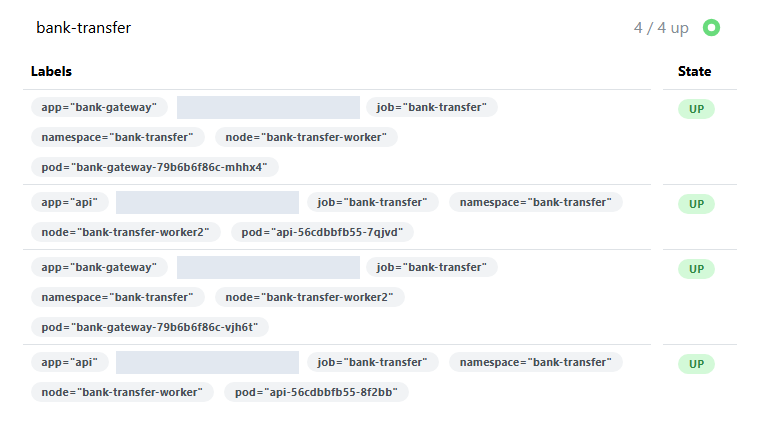 bank-transfer 4 / 4 up
Labels State
app="bank-gateway" job="bank-transfer" UP
namespace="bank-transfer" node="bank-transfer-worker"
pod="bank-gateway-79b6b6f86c-mhhx4"
app="api" job="bank-transfer" namespace="bank-transfer" UP
node="bank-transfer-worker2" pod="api-56cdbbfb55-7qjvd"
app="bank-gateway" job="bank-transfer" UP
namespace="bank-transfer" node="bank-transfer-worker2"
pod="bank-gateway-79b6b6f86c-vjh6t"
app="api" job="bank-transfer" namespace="bank-transfer" UP
node="bank-transfer-worker" pod="api-56cdbbfb55-8f2bb"